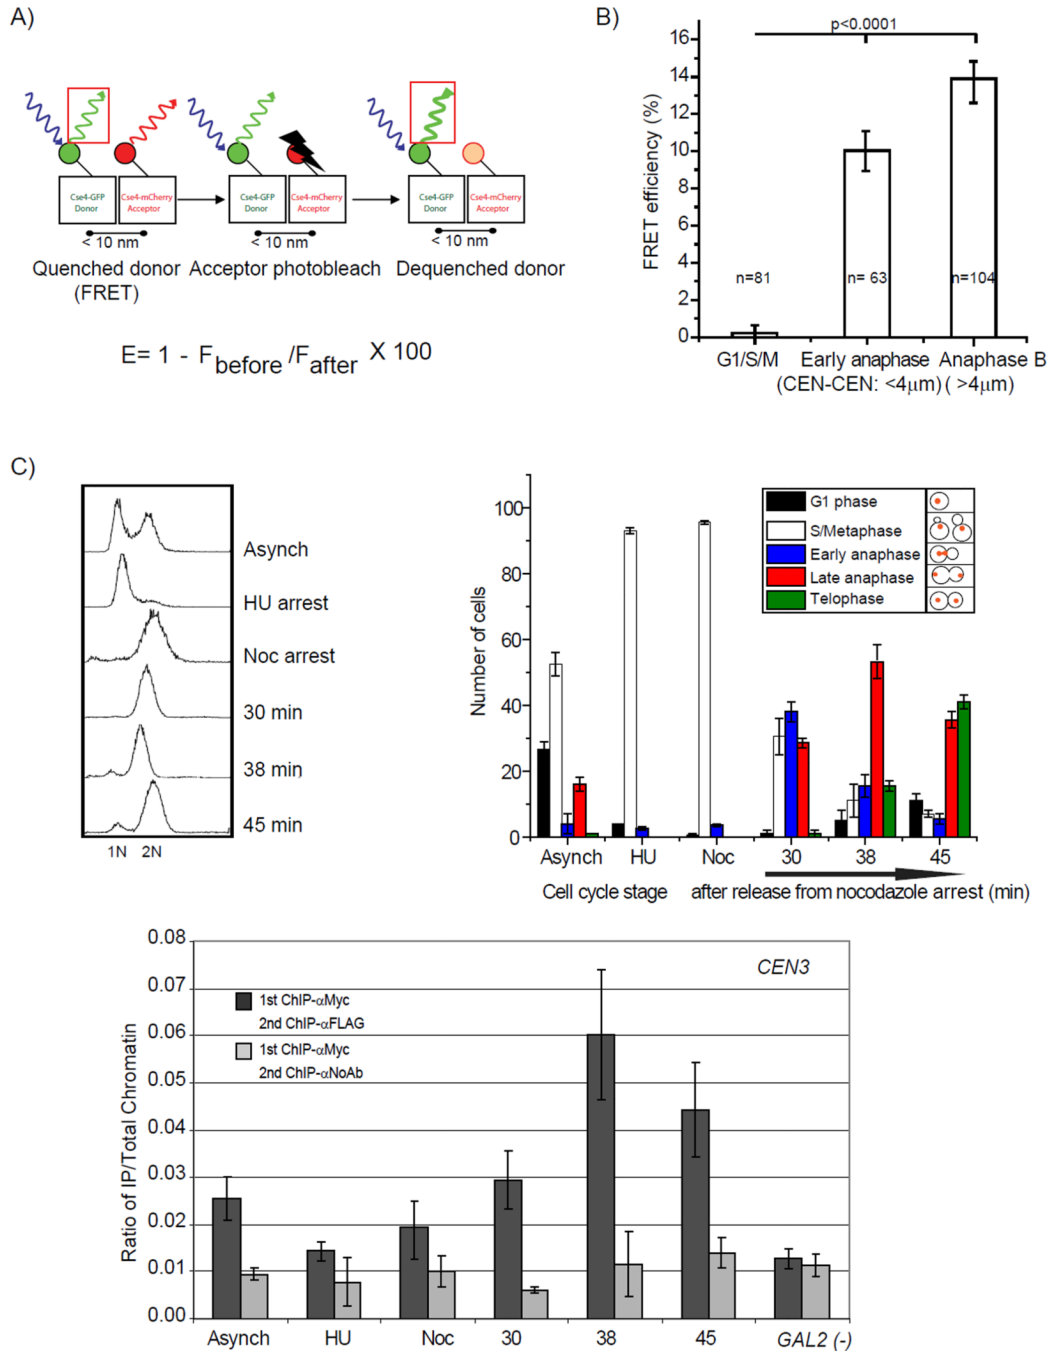 A)
Cse4-GFP Donor
Cse4-mCherry Acceptor
Cse4-GFP Donor
Cse4-mCherry Acceptor
Cse4-GFP Donor
Cse4-mCherry Acceptor
< 10 nm
< 10 nm
< 10 nm
Quenched donor (FRET)
Acceptor photobleach
Dequenched donor
E= 1 - Fbefore /Fafter X 100
B)
p<0.0001
FRET efficiency (%)
16
14
12
10
8
6
4
2
0
n=81
n= 63
n=104
G1/S/M
Early anaphase
Anaphase B
(CEN-CEN: <4μm)
( >4μm)
C)
Asynch
HU arrest
Noc arrest
30 min
38 min
45 min
1N
2N
Number of cells
100
80
60
40
20
0
G1 phase
S/Metaphase
Early anaphase
Late anaphase
Telophase
Asynch
HU
Noc
30
38
45
Cell cycle stage
after release from nocodazole arrest (min)
Ratio of IP/Total Chromatin
0.08
0.07
0.06
0.05
0.04
0.03
0.02
0.01
0.00
CEN3
1st ChIP-αMyc
2nd ChIP-αFLAG
1st ChIP-αMyc
2nd ChIP-αNoAb
Asynch
HU
Noc
30
38
45
GAL2 (-)